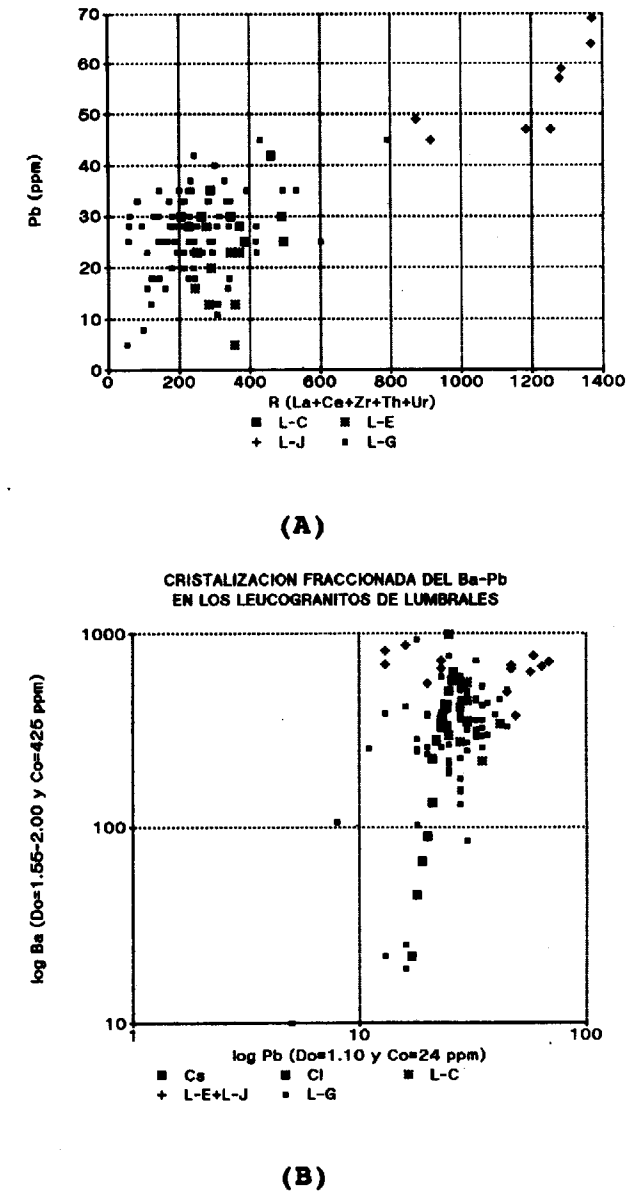 70
60
50
40
30
20
10
0
Pb (ppm)
0 200 400 600 800 1000 1200 1400
R (La+Ce+Zr+Th+Ur)
L-C L-E
L-J L-G
(A)
CRISTALIZACION FRACCIONADA DEL Ba-Pb
EN LOS LEUCOGRANITOS DE LUMBRALES
1000
100
10
log Ba (Do=1.55-2.00 y Co=425 ppm)
1 10 100
log Pb (Do=1.10 y Co=24 ppm)
Cs Cl L-C
L-E+L-J L-G
(B)